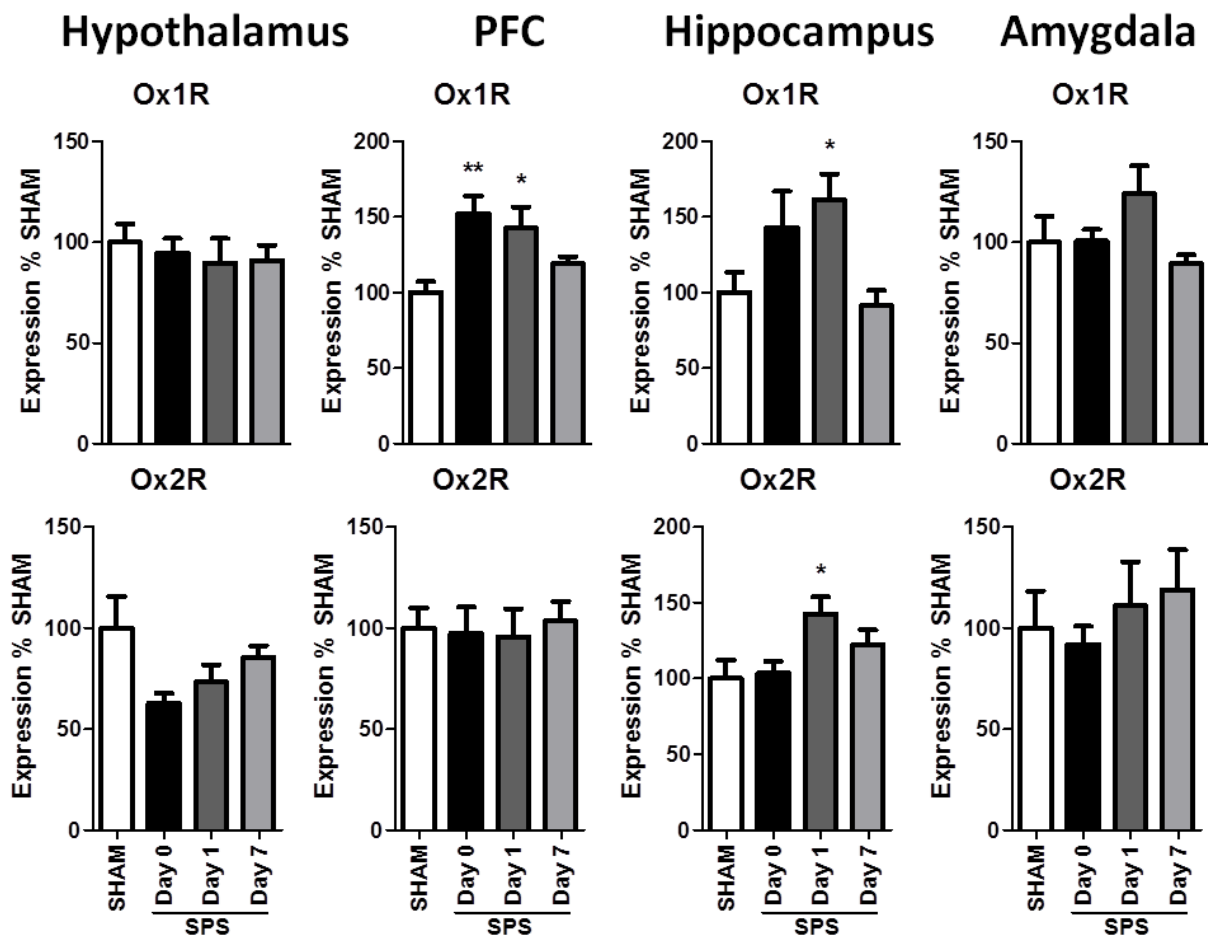 Hypothalamus PFC Hippocampus Amygdala
Ox1R Ox1R Ox1R Ox1R
Expression % SHAM
150
100
50
0
Expression % SHAM
200
150
100
50
0
** *
Expression % SHAM
200
150
100
50
0
*
Expression % SHAM
150
100
50
0
Ox2R Ox2R Ox2R Ox2R
Expression % SHAM
150
100
50
0
SHAM Day 0 Day 1 Day 7
SPS
Expression % SHAM
150
100
50
0
SHAM Day 0 Day 1 Day 7
SPS
Expression % SHAM
200
150
100
50
0
*
SHAM Day 0 Day 1 Day 7
SPS
Expression % SHAM
150
100
50
0
SHAM Day 0 Day 1 Day 7
SPS